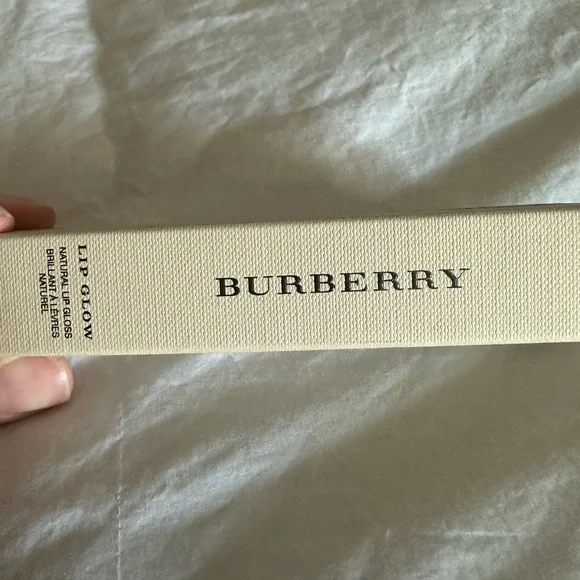 BURBERRY
LIP GLOW
NATURAL LIP GLOSS
BRILLANT À LÈVRES
NATUREL